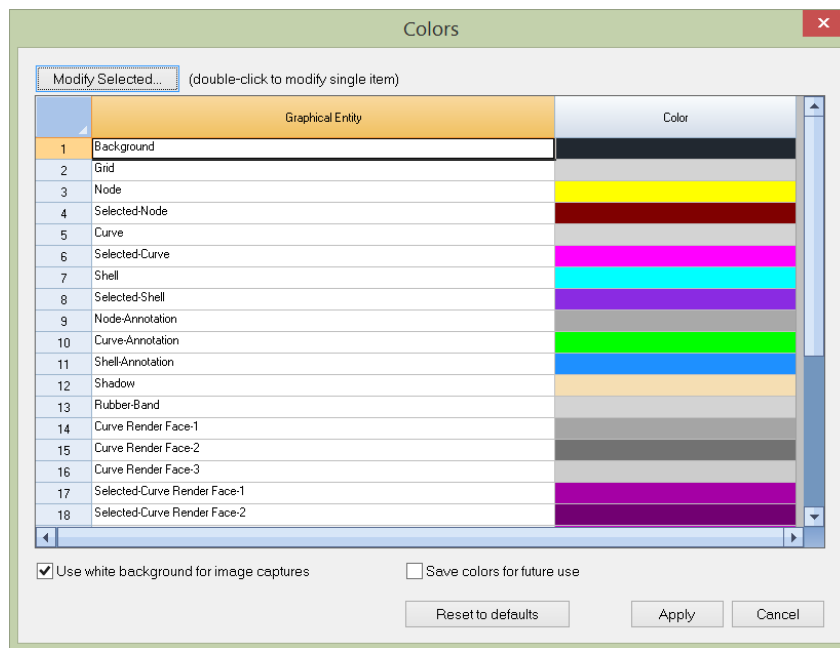 Colors
Modify Selected... (double-click to modify single item)
Graphical Entity Color
1 Background
2 Grid
3 Node
4 Selected-Node
5 Curve
6 Selected-Curve
7 Shell
8 Selected-Shell
9 Node-Annotation
10 Curve-Annotation
11 Shell-Annotation
12 Shadow
13 Rubber-Band
14 Curve Render Face-1
15 Curve Render Face-2
16 Curve Render Face-3
17 Selected-Curve Render Face-1
18 Selected-Curve Render Face-2
Use white background for image captures Save colors for future use
Reset to defaults Apply Cancel